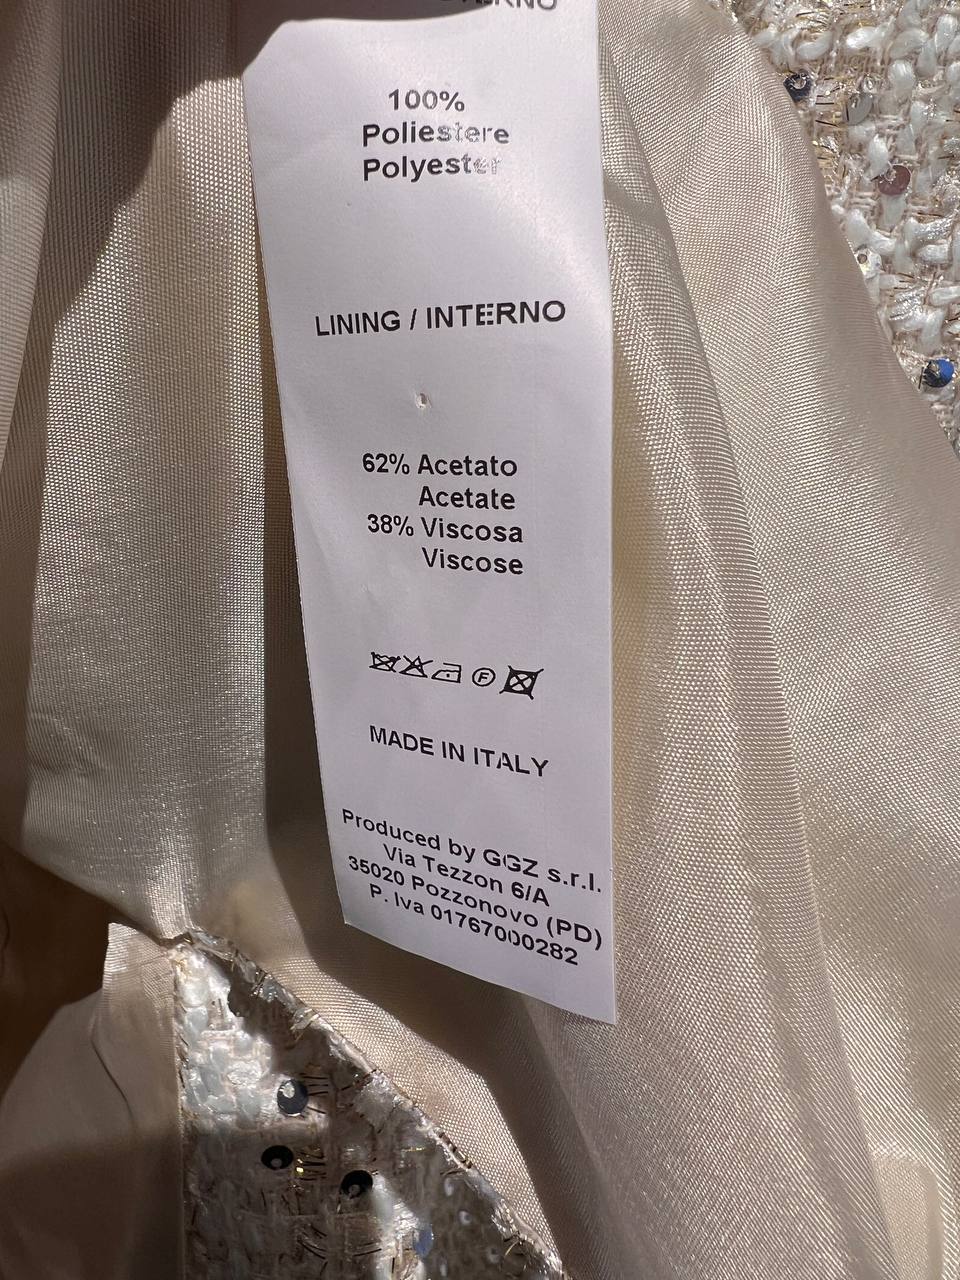 100%
Poliestere
Polyester
LINING / INTERNO
62% Acetato
Acetate
38% Viscosa
Viscose
F
MADE IN ITALY
Produced by GGZ s.r.l.
Via Tezzon 6/A
35020 Pozzonovo (PD)
P. Iva 01767000282